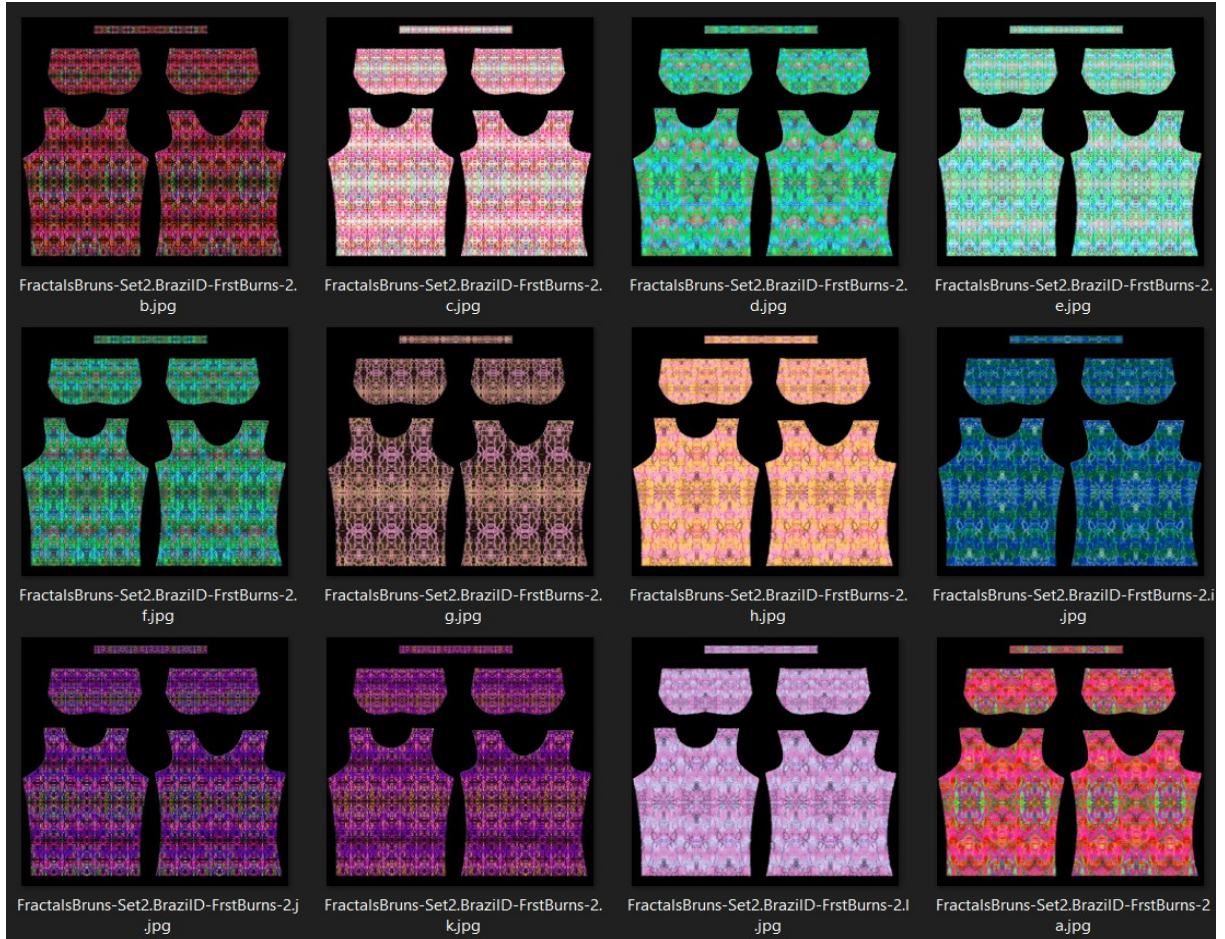 FractalsBruns-Set2.BrazilD-FrstBurns-2.
b.jpg
FractalsBruns-Set2.BrazilD-FrstBurns-2.
c.jpg
FractalsBruns-Set2.BrazilD-FrstBurns-2.
d.jpg
FractalsBruns-Set2.BrazilD-FrstBurns-2.
e.jpg
FractalsBruns-Set2.BrazilD-FrstBurns-2.
f.jpg
FractalsBruns-Set2.BrazilD-FrstBurns-2.
g.jpg
FractalsBruns-Set2.BrazilD-FrstBurns-2.
h.jpg
FractalsBruns-Set2.BrazilD-FrstBurns-2.i
.jpg
FractalsBruns-Set2.BrazilD-FrstBurns-2.j
.jpg
FractalsBruns-Set2.BrazilD-FrstBurns-2.
k.jpg
FractalsBruns-Set2.BrazilD-FrstBurns-2.l
.jpg
FractalsBruns-Set2.BrazilD-FrstBurns-2
a.jpg